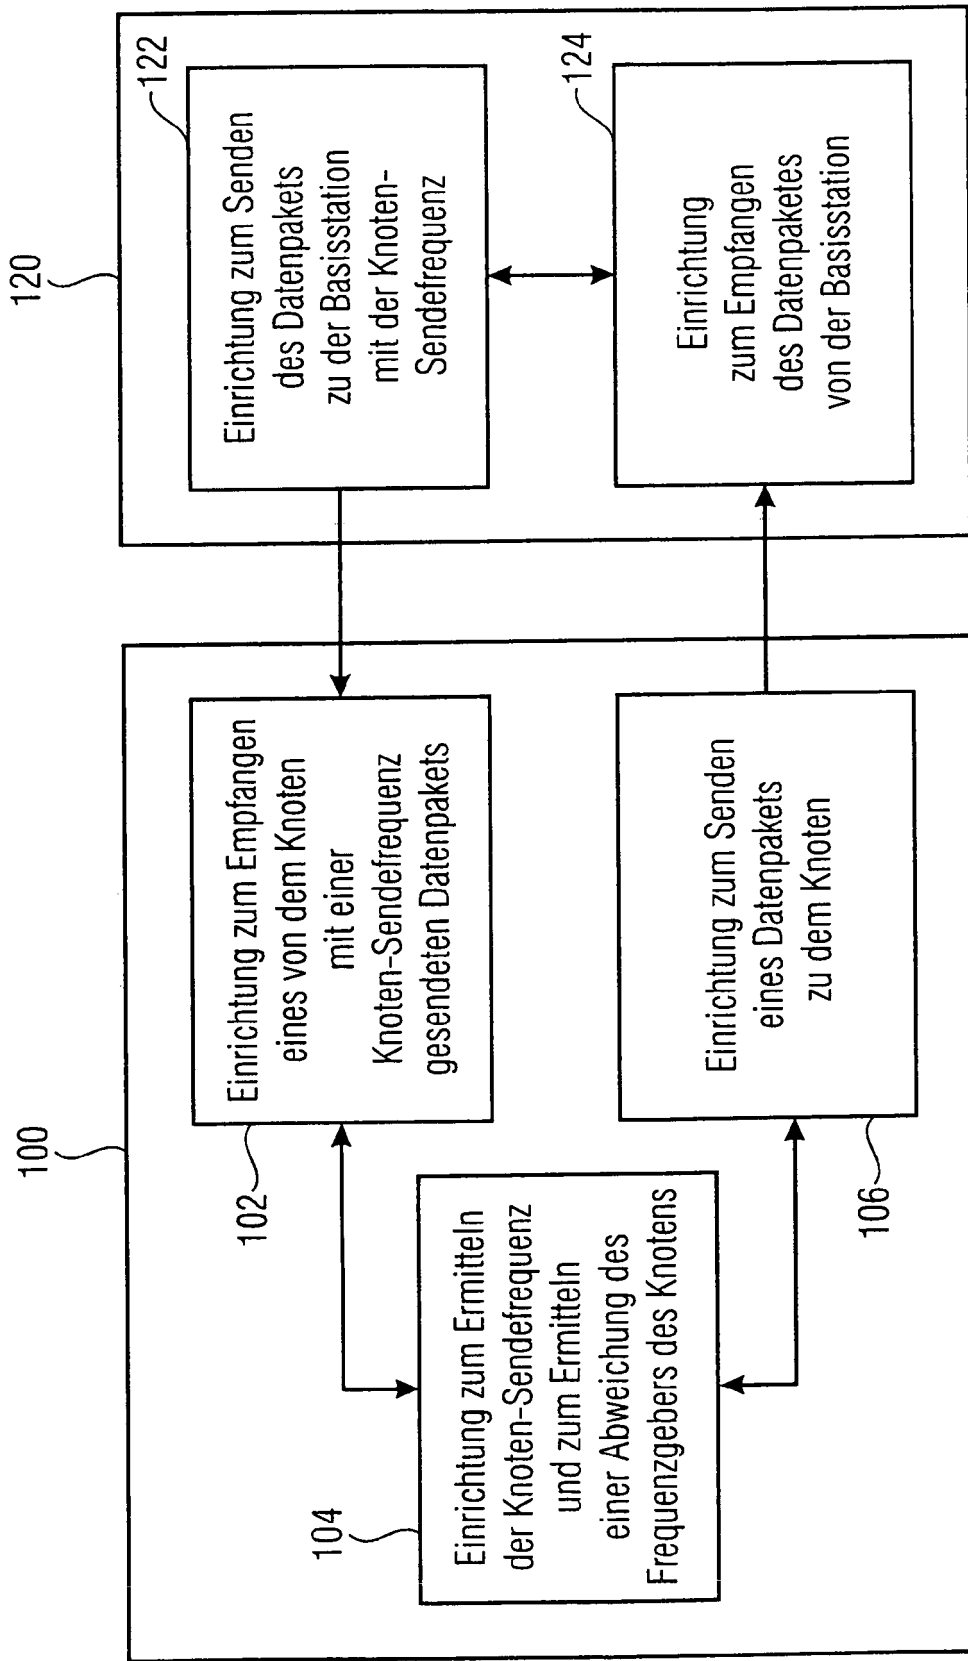 100
120
102
Einrichtung zum Empfangen
eines von dem Knoten
mit einer
Knoten-Sendefrequenz
gesendeten Datenpakets
122
Einrichtung zum Senden
des Datenpakets
zu der Basisstation
mit der Knoten-
Sendefrequenz
104
Einrichtung zum Ermitteln
der Knoten-Sendefrequenz
und zum Ermitteln
einer Abweichung des
Frequenzgebers des Knotens
106
Einrichtung zum Senden
eines Datenpakets
zu dem Knoten
124
Einrichtung
zum Empfangen
des Datenpaketes
von der Basisstation